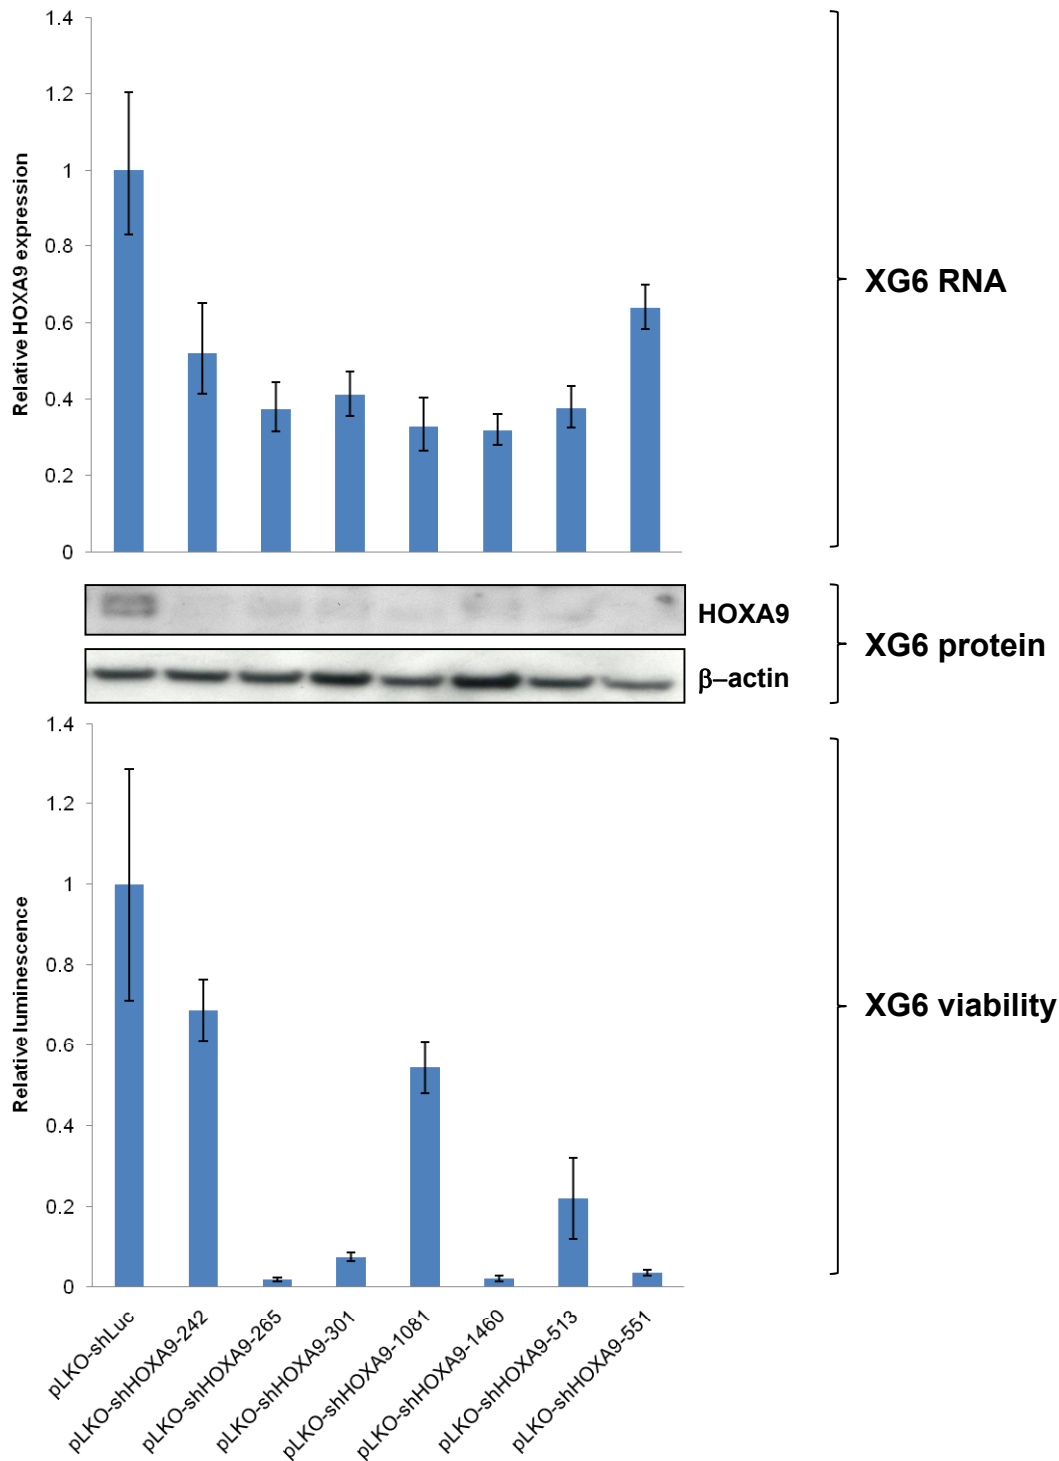 Relative HOXA9 expression
1.4
1.2
1
0.8
0.6
0.4
0.2
0
XG6 RNA
HOXA9
β–actin
XG6 protein
Relative luminescence
1.4
1.2
1
0.8
0.6
0.4
0.2
0
XG6 viability
pLKO-shLuc
pLKO-shHOXA9-242
pLKO-shHOXA9-265
pLKO-shHOXA9-301
pLKO-shHOXA9-1081
pLKO-shHOXA9-1460
pLKO-shHOXA9-513
pLKO-shHOXA9-551